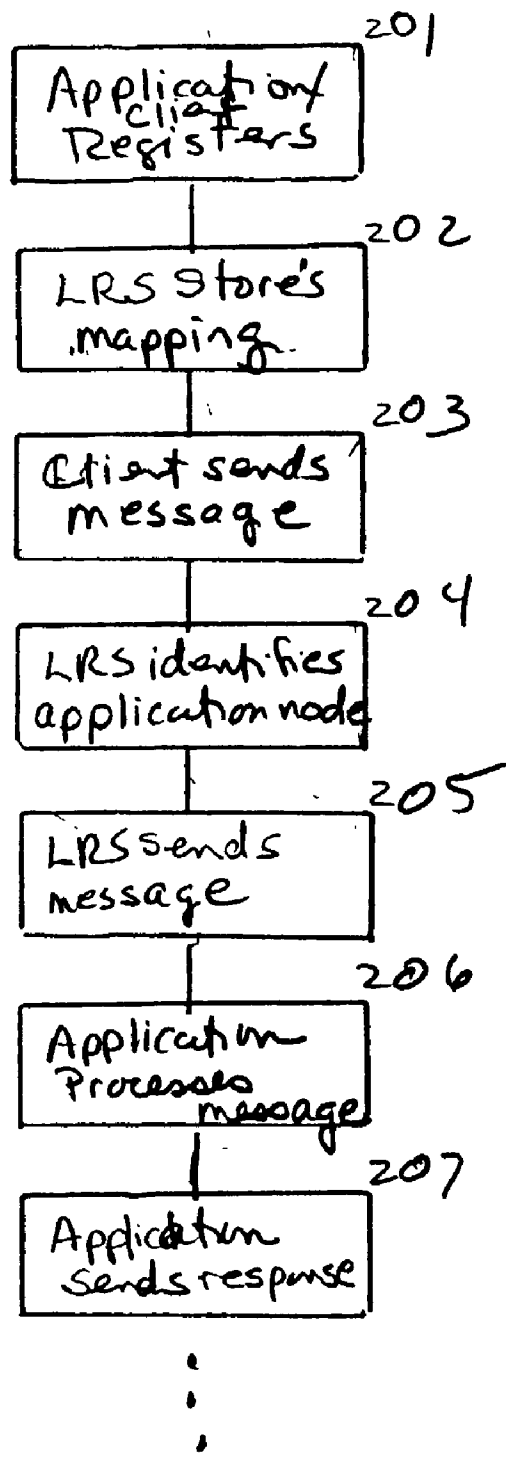 201
Application/
client
Registers
202
LRS Store's
mapping
203
Client sends
message
204
LRS identifies
application node
205
LRS sends
message
206
Application
Processes
message
207
Application
sends response